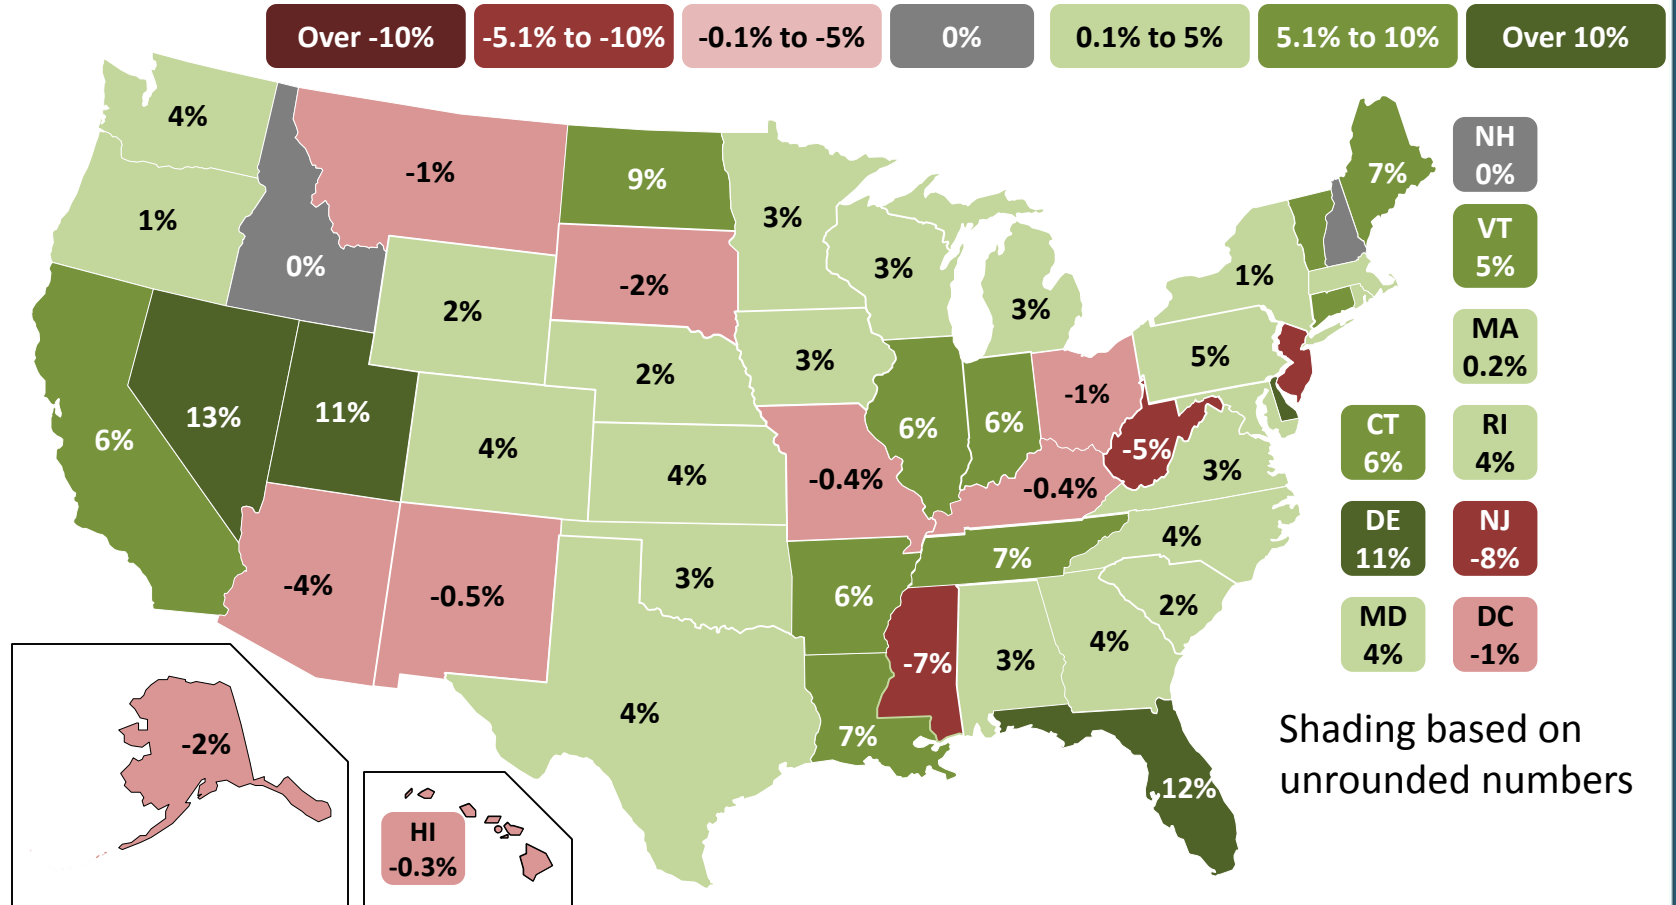 Over -10%
-5.1% to -10%
-0.1% to -5%
0%
0.1% to 5%
5.1% to 10%
Over 10%
4%
-1%
9%
3%
7%
NH
0%
1%
0%
-2%
3%
1%
VT
5%
2%
3%
MA
0.2%
2%
3%
5%
-1%
13%
11%
6%
6%
6%
CT
6%
RI
4%
6%
4%
4%
-0.4%
-0.4%
-5%
3%
DE
11%
NJ
-8%
-4%
-0.5%
3%
6%
7%
4%
2%
MD
4%
DC
-1%
4%
7%
-7%
3%
4%
12%
Shading based on
unrounded numbers
-2%
HI
-0.3%